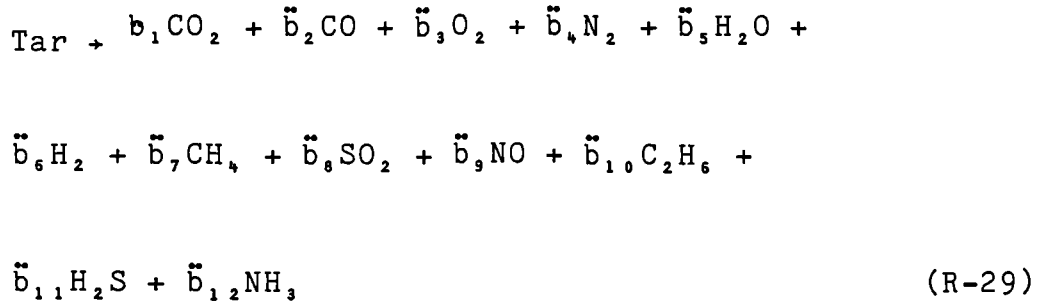 Tar → b₁CO₂ + b̈₂CO + b̈₃O₂ + b̈₄N₂ + b̈₅H₂O +
b̈₆H₂ + b̈₇CH₄ + b̈₈SO₂ + b̈₉NO + b̈₁₀C₂H₆ +
b̈₁₁H₂S + b̈₁₂NH₃ (R-29)